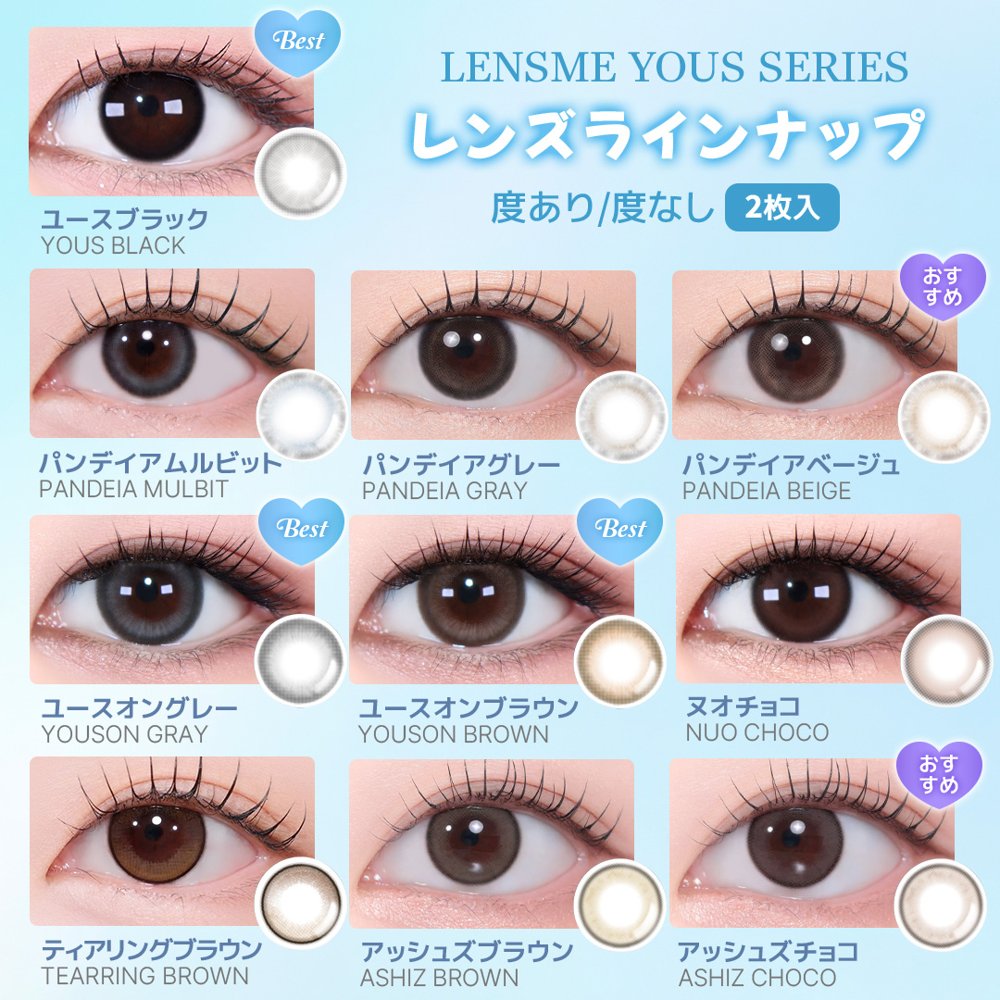 Best
LENSME YOUS SERIES
レンズラインナップ
度あり/度なし 2枚入
ユースブラック
YOUS BLACK
おす
すめ
パンデイアムルビット
PANDEIA MULBIT
パンデイアグレー
PANDEIA GRAY
パンデイアベージュ
PANDEIA BEIGE
Best
Best
ユースオングレー
YOUSON GRAY
ユースオンブラウン
YOUSON BROWN
ヌオチョコ
NUO CHOCO
おす
すめ
ティアリングブラウン
TEARRING BROWN
アッシュズブラウン
ASHIZ BROWN
アッシュズチョコ
ASHIZ CHOCO